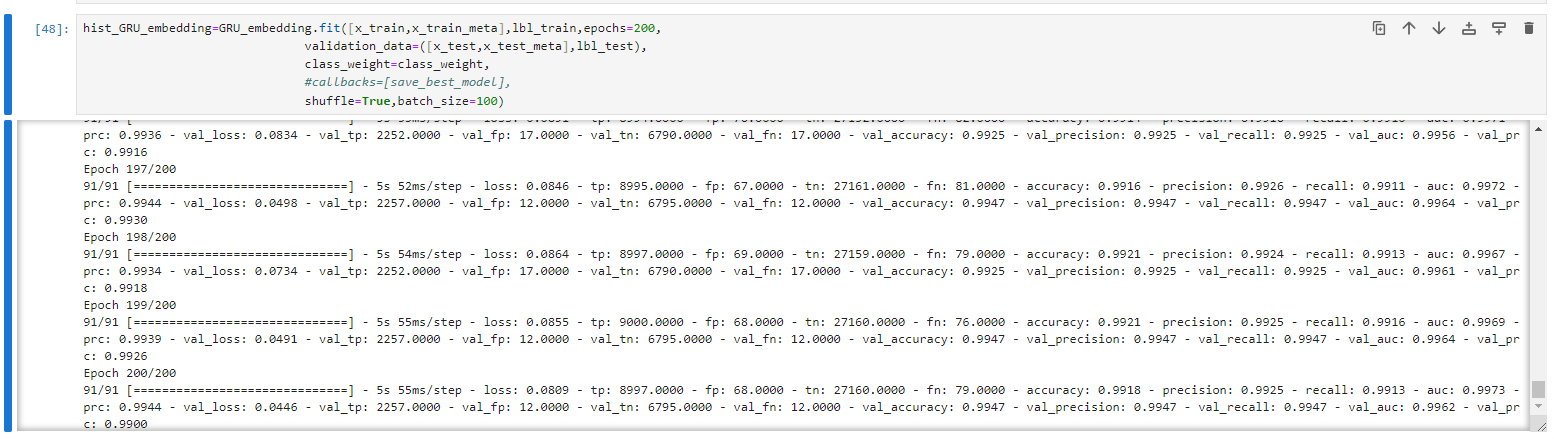 [48]: hist_GRU_embedding=GRU_embedding.fit([x_train,x_train_meta],lbl_train,epochs=200,
validation_data=([x_test,x_test_meta],lbl_test),
class_weight=class_weight,
#callbacks=[save_best_model],
shuffle=True,batch_size=100)
prc: 0.9936 - val_loss: 0.0834 - val_tp: 2252.0000 - val_fp: 17.0000 - val_tn: 6790.0000 - val_fn: 17.0000 - val_accuracy: 0.9925 - val_precision: 0.9925 - val_recall: 0.9925 - val_auc: 0.9956 - val_pr
c: 0.9916
Epoch 197/200
91/91 [==============================] - 5s 52ms/step - loss: 0.0846 - tp: 8995.0000 - fp: 67.0000 - tn: 27161.0000 - fn: 81.0000 - accuracy: 0.9916 - precision: 0.9926 - recall: 0.9911 - auc: 0.9972 -
prc: 0.9944 - val_loss: 0.0498 - val_tp: 2257.0000 - val_fp: 12.0000 - val_tn: 6795.0000 - val_fn: 12.0000 - val_accuracy: 0.9947 - val_precision: 0.9947 - val_recall: 0.9947 - val_auc: 0.9964 - val_pr
c: 0.9930
Epoch 198/200
91/91 [==============================] - 5s 54ms/step - loss: 0.0864 - tp: 8997.0000 - fp: 69.0000 - tn: 27159.0000 - fn: 79.0000 - accuracy: 0.9921 - precision: 0.9924 - recall: 0.9913 - auc: 0.9967 -
prc: 0.9934 - val_loss: 0.0734 - val_tp: 2252.0000 - val_fp: 17.0000 - val_tn: 6790.0000 - val_fn: 17.0000 - val_accuracy: 0.9925 - val_precision: 0.9925 - val_recall: 0.9925 - val_auc: 0.9961 - val_pr
c: 0.9918
Epoch 199/200
91/91 [==============================] - 5s 55ms/step - loss: 0.0855 - tp: 9000.0000 - fp: 68.0000 - tn: 27160.0000 - fn: 76.0000 - accuracy: 0.9921 - precision: 0.9925 - recall: 0.9916 - auc: 0.9969 -
prc: 0.9939 - val_loss: 0.0491 - val_tp: 2257.0000 - val_fp: 12.0000 - val_tn: 6795.0000 - val_fn: 12.0000 - val_accuracy: 0.9947 - val_precision: 0.9947 - val_recall: 0.9947 - val_auc: 0.9964 - val_pr
c: 0.9926
Epoch 200/200
91/91 [==============================] - 5s 55ms/step - loss: 0.0809 - tp: 8997.0000 - fp: 68.0000 - tn: 27160.0000 - fn: 79.0000 - accuracy: 0.9918 - precision: 0.9925 - recall: 0.9913 - auc: 0.9973 -
prc: 0.9944 - val_loss: 0.0446 - val_tp: 2257.0000 - val_fp: 12.0000 - val_tn: 6795.0000 - val_fn: 12.0000 - val_accuracy: 0.9947 - val_precision: 0.9947 - val_recall: 0.9947 - val_auc: 0.9962 - val_pr
c: 0.9900